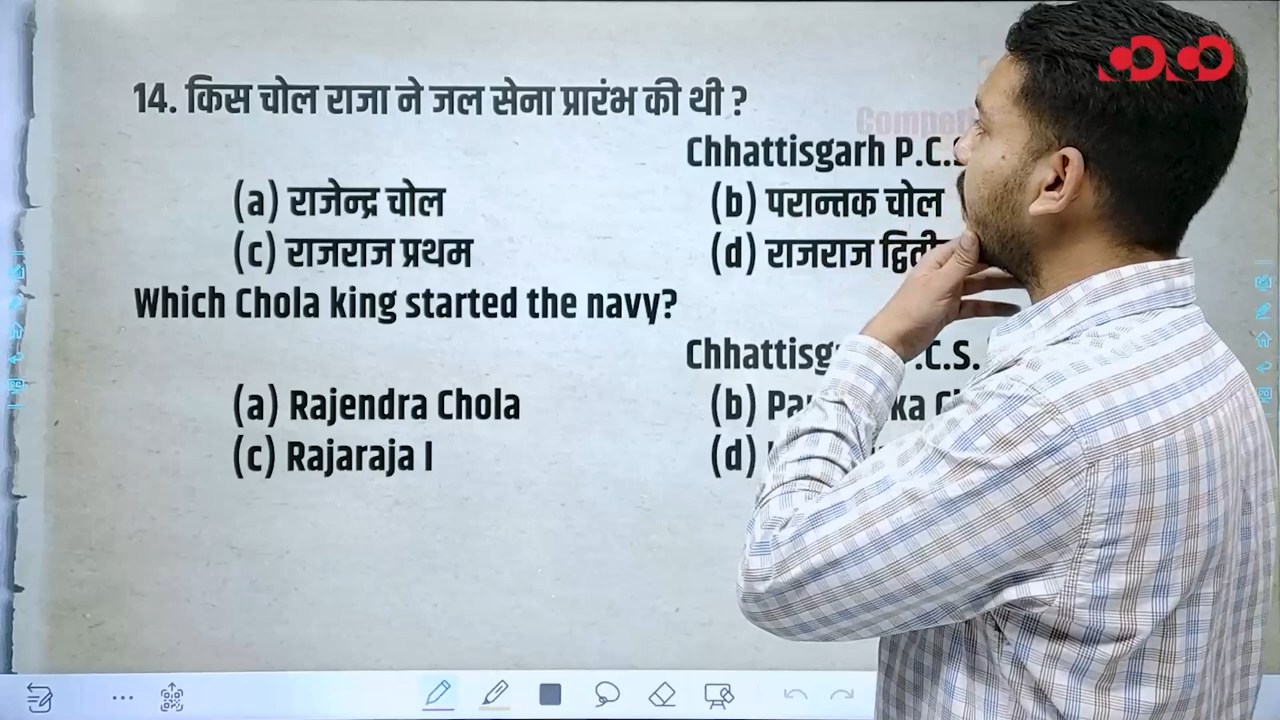 14. किस चोल राजा ने जल सेना प्रारंभ की थी ?
Chhattisgarh P.C.
(a) राजेन्द्र चोल (b) परान्तक चोल
(c) राजराज प्रथम (d) राजराज
Which Chola king started the navy?
P.C.S.
(a) Rajendra Chola (b)
(c) Rajaraja I (d)